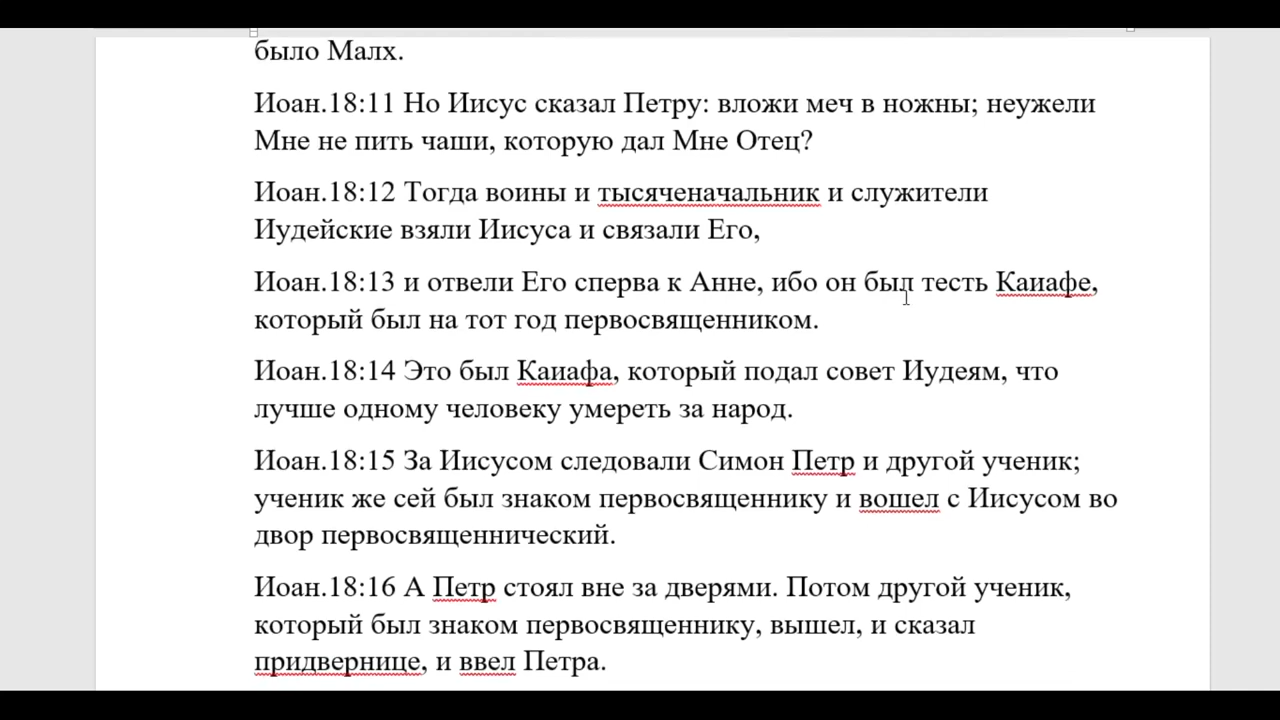 было Малх.
Иоан.18:11 Но Иисус сказал Петру: вложи меч в ножны; неужели
Мне не пить чаши, которую дал Мне Отец?
Иоан.18:12 Тогда воины и тысяченачальник и служители
Иудейские взяли Иисуса и связали Его,
Иоан.18:13 и отвели Его сперва к Анне, ибо он был тесть Каиафе,
который был на тот год первосвященником.
Иоан.18:14 Это был Каиафа, который подал совет Иудеям, что
лучше одному человеку умереть за народ.
Иоан.18:15 За Иисусом следовали Симон Петр и другой ученик;
ученик же сей был знаком первосвященнику и вошел с Иисусом во
двор первосвященнический.
Иоан.18:16 А Петр стоял вне за дверями. Потом другой ученик,
который был знаком первосвященнику, вышел, и сказал
придвернице, и ввел Петра.